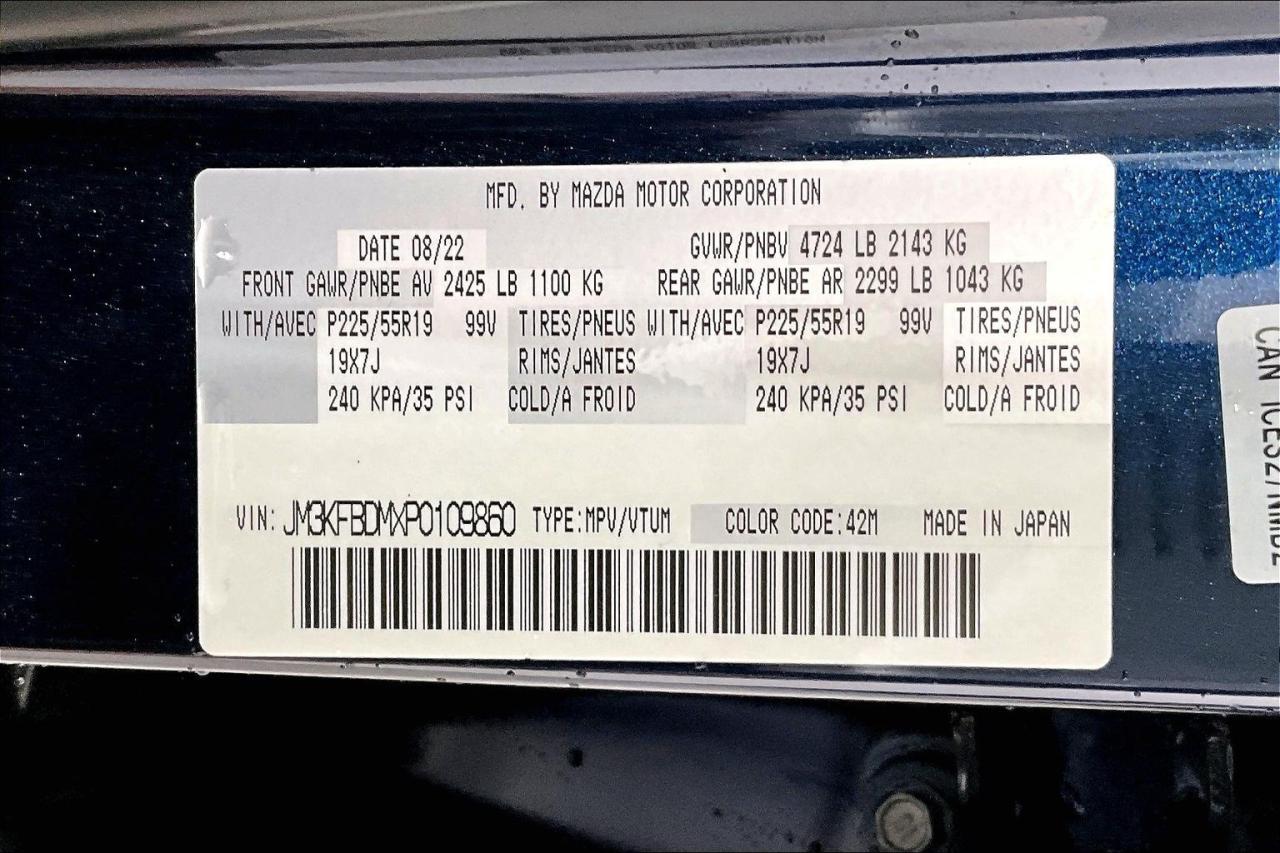 MFD. BY MAZDA MOTOR CORPORATION
DATE 08/22 GVWR/PNBV 4724 LB 2143 KG
FRONT GAWR/PNBE AV 2425 LB 1100 KG REAR GAWR/PNBE AR 2299 LB 1043 KG
WITH/AVEC P225/55R19 99V TIRES/PNEUS WITH/AVEC P225/55R19 99V TIRES/PNEUS
19X7J RIMS/JANTES 19X7J RIMS/JANTES
240 KPA/35 PSI COLD/A FROID 240 KPA/35 PSI COLD/A FROID
VIN: JM3KFBDMXP0109860 TYPE:MPV/VTUM COLOR CODE:42M MADE IN JAPAN
CAN